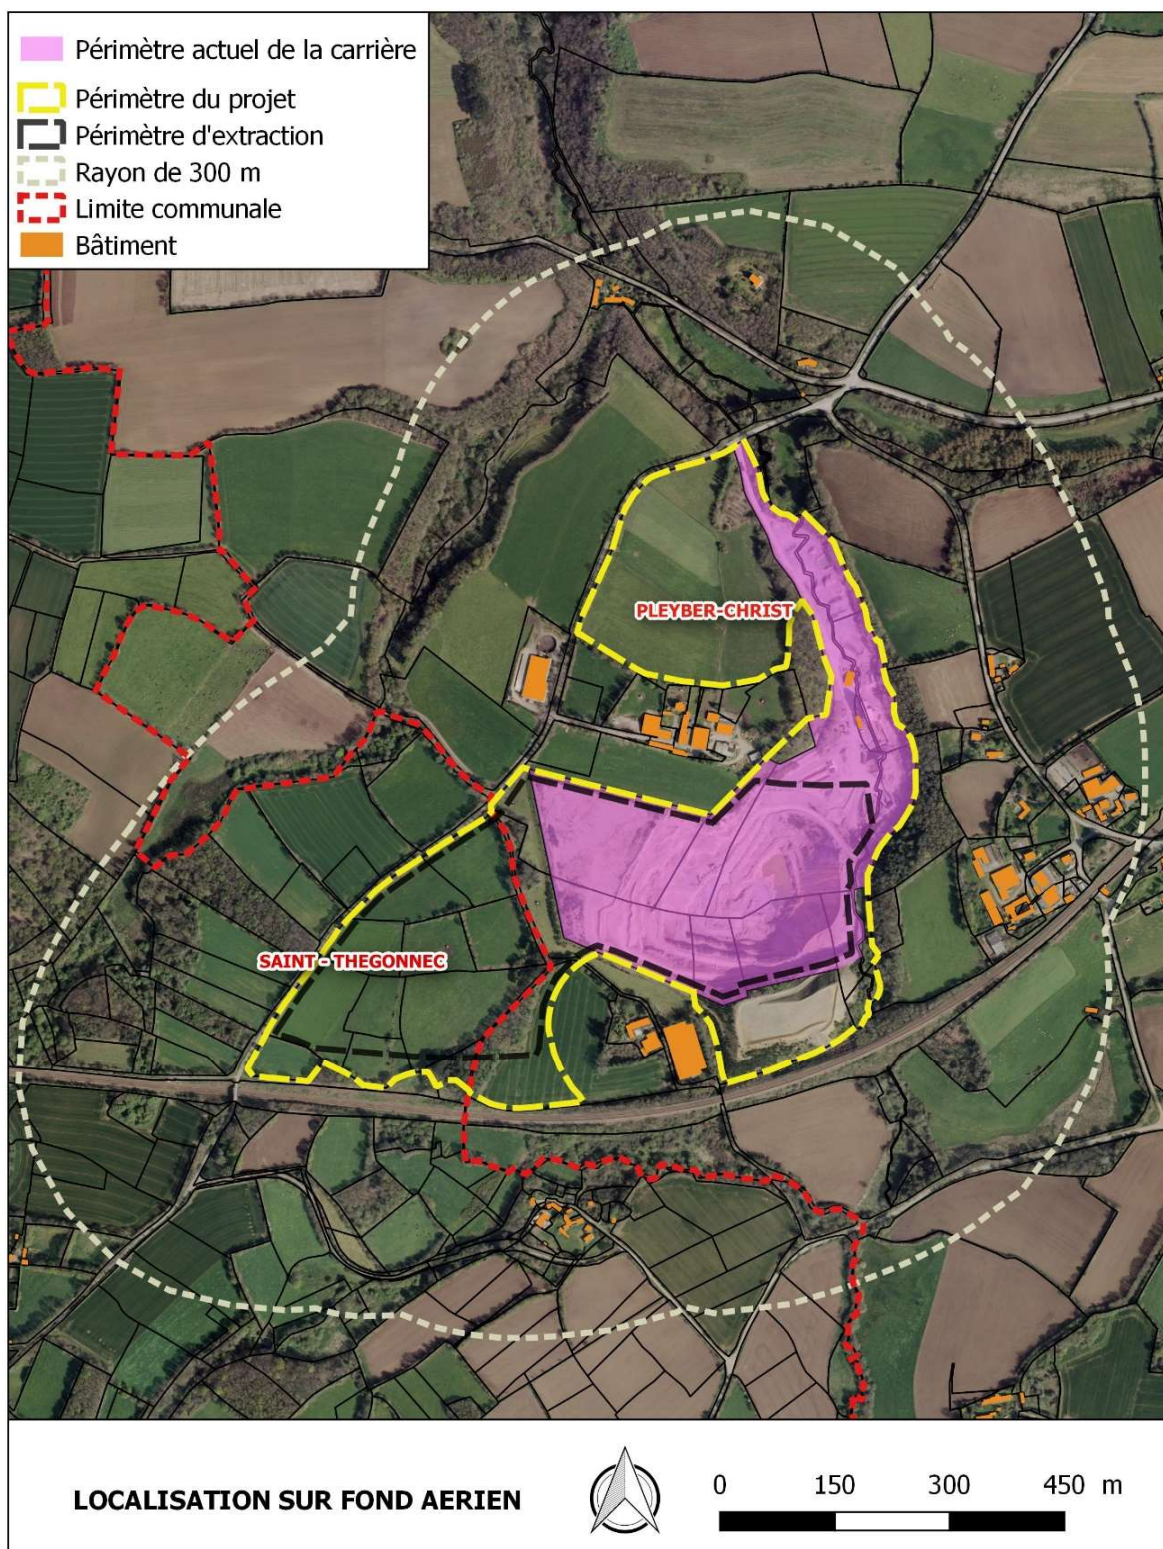 Périmètre actuel de la carrière
Périmètre du projet
Périmètre d'extraction
Rayon de 300 m
Limite communale
Bâtiment
PLEYBER-CHRIST
SAINT - THEGONNEC
LOCALISATION SUR FOND AERIEN
0 150 300 450 m